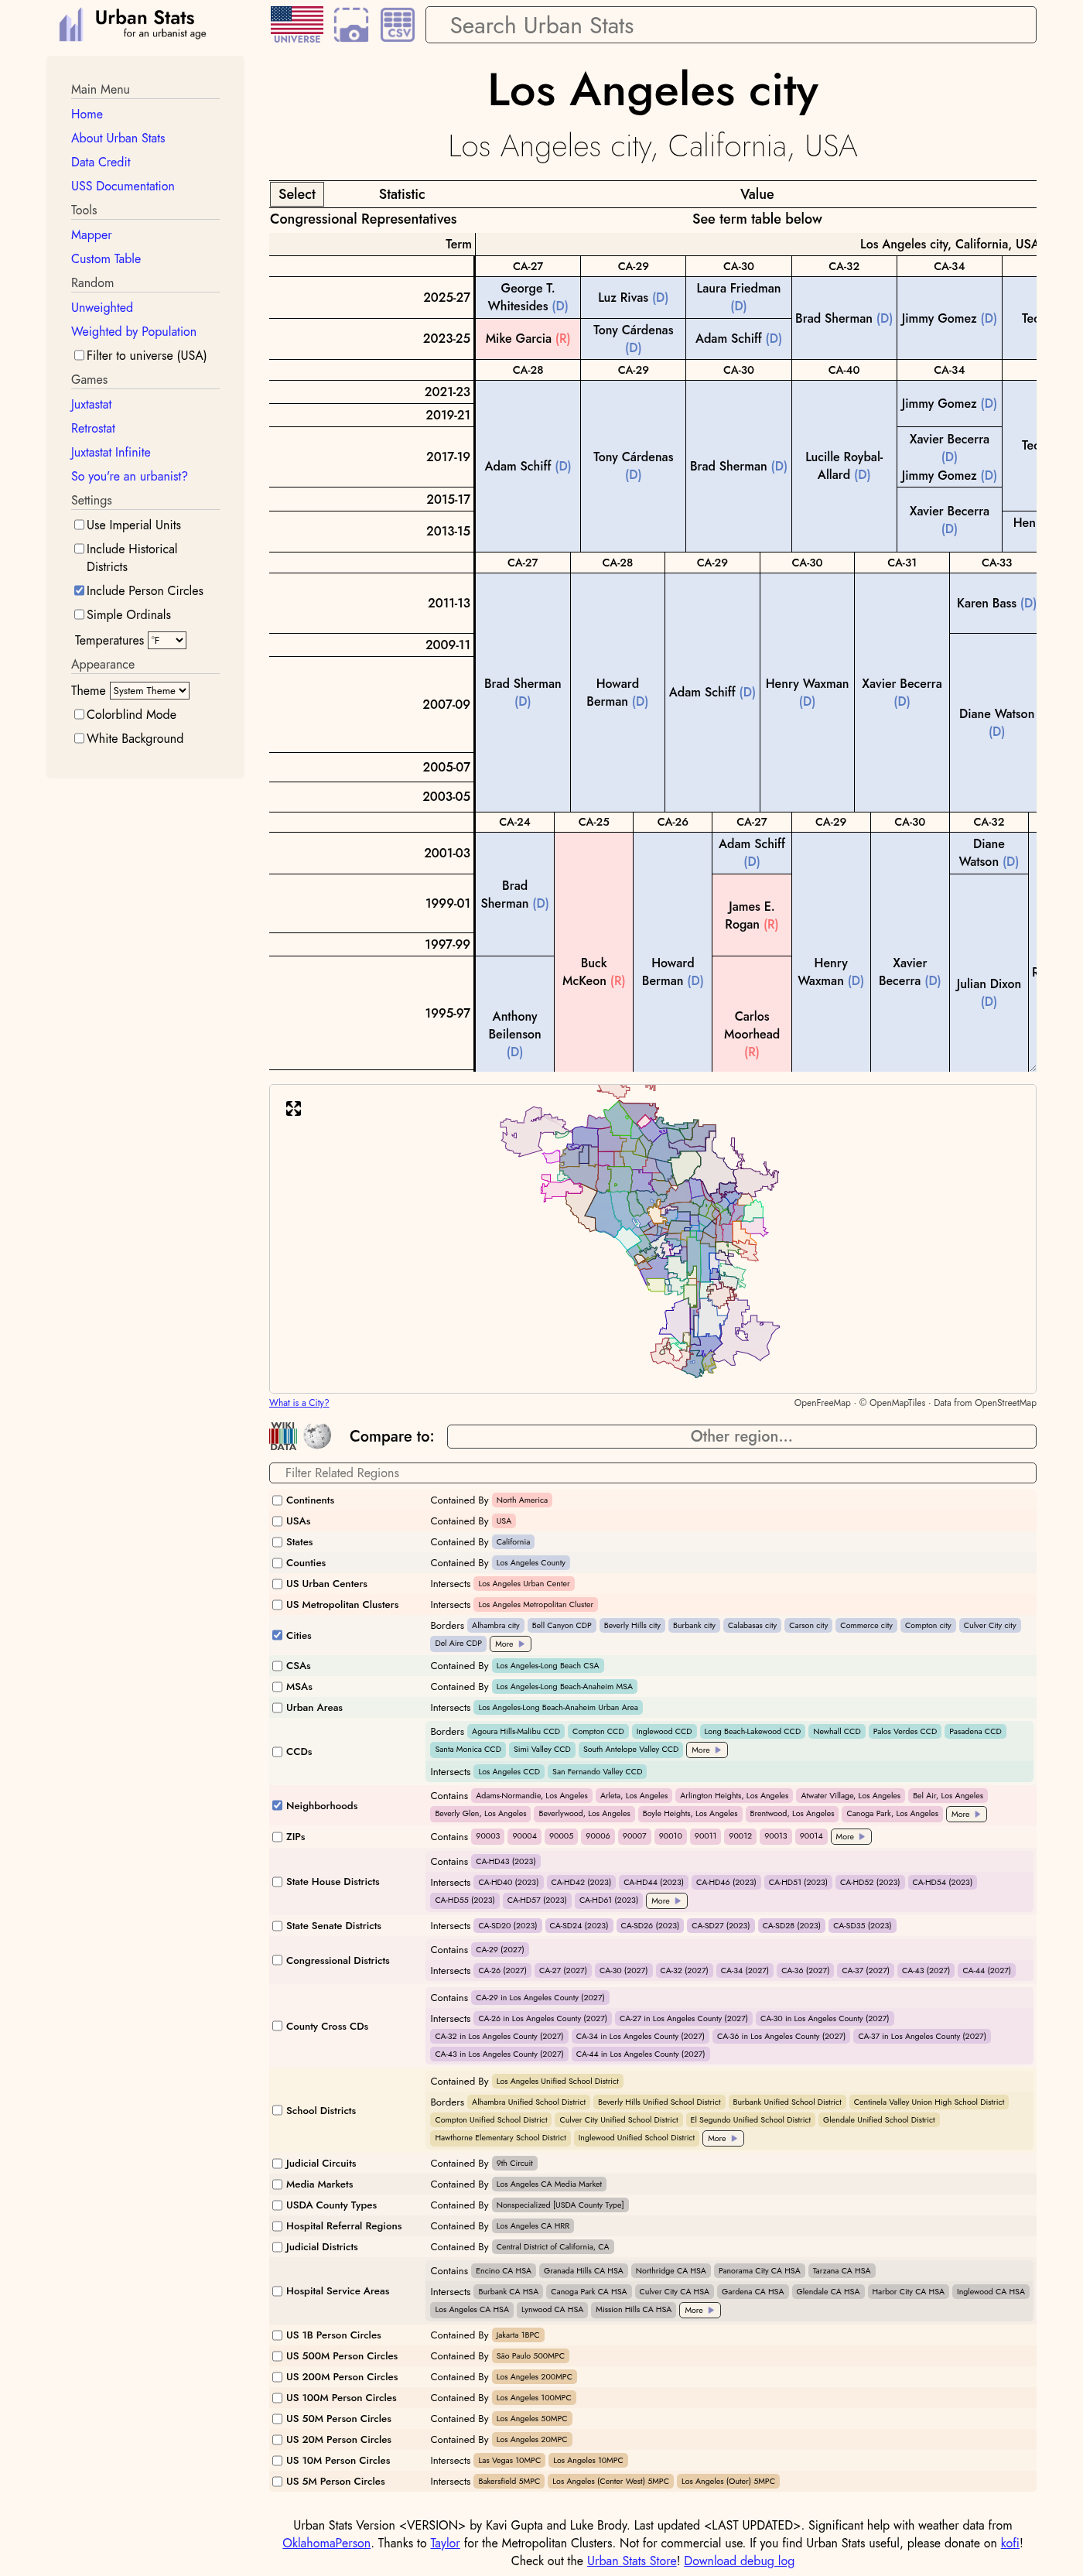 Urban Stats
for an urbanist age
UNIVERSE
CSV
Search Urban Stats
Main Menu
Home
About Urban Stats
Data Credit
USS Documentation
Tools
Mapper
Custom Table
Random
Unweighted
Weighted by Population
Filter to universe (USA)
Games
Juxtastat
Retrostat
Juxtastat Infinite
So you're an urbanist?
Settings
Use Imperial Units
Include Historical
Districts
Include Person Circles
Simple Ordinals
Temperatures °F
Appearance
Theme System Theme
Colorblind Mode
White Background
Los Angeles city
Los Angeles city, California, USA
Select Statistic Value
Congressional Representatives See term table below
Term Los Angeles city, California, USA
CA-27 CA-29 CA-30 CA-32 CA-34
2025-27 George T. Whitesides (D) Luz Rivas (D) Laura Friedman (D) Brad Sherman (D) Jimmy Gomez (D)
2023-25 Mike Garcia (R) Tony Cárdenas (D) Adam Schiff (D)
CA-28 CA-29 CA-30 CA-40 CA-34
2021-23 Jimmy Gomez (D)
2019-21
2017-19 Adam Schiff (D) Tony Cárdenas (D) Brad Sherman (D) Lucille Roybal-Allard (D) Xavier Becerra (D) Jimmy Gomez (D)
2015-17 Xavier Becerra (D)
2013-15
CA-27 CA-28 CA-29 CA-30 CA-31 CA-33
2011-13 Karen Bass (D)
2009-11
2007-09 Brad Sherman (D) Howard Berman (D) Adam Schiff (D) Henry Waxman (D) Xavier Becerra (D) Diane Watson (D)
2005-07
2003-05
CA-24 CA-25 CA-26 CA-27 CA-29 CA-30 CA-32
2001-03 Adam Schiff (D) Diane Watson (D)
1999-01 Brad Sherman (D) James E. Rogan (R)
1997-99
1995-97 Anthony Beilenson (D) Buck McKeon (R) Howard Berman (D) Carlos Moorhead (R) Henry Waxman (D) Xavier Becerra (D) Julian Dixon (D)
What is a City? OpenFreeMap · © OpenMapTiles · Data from OpenStreetMap
WIKI
DATA
Compare to: Other region...
Filter Related Regions
Continents Contained By North America
USAs Contained By USA
States Contained By California
Counties Contained By Los Angeles County
US Urban Centers Intersects Los Angeles Urban Center
US Metropolitan Clusters Intersects Los Angeles Metropolitan Cluster
Cities Borders Alhambra city Bell Canyon CDP Beverly Hills city Burbank city Calabasas city Carson city Commerce city Compton city Culver City city
Del Aire CDP More
CSAs Contained By Los Angeles-Long Beach CSA
MSAs Contained By Los Angeles-Long Beach-Anaheim MSA
Urban Areas Intersects Los Angeles-Long Beach-Anaheim Urban Area
CCDs Borders Agoura Hills-Malibu CCD Compton CCD Inglewood CCD Long Beach-Lakewood CCD Newhall CCD Palos Verdes CCD Pasadena CCD
Santa Monica CCD Simi Valley CCD South Antelope Valley CCD More
Intersects Los Angeles CCD San Fernando Valley CCD
Neighborhoods Contains Adams-Normandie, Los Angeles Arleta, Los Angeles Arlington Heights, Los Angeles Atwater Village, Los Angeles Bel Air, Los Angeles
Beverly Glen, Los Angeles Beverlywood, Los Angeles Boyle Heights, Los Angeles Brentwood, Los Angeles Canoga Park, Los Angeles More
ZIPs Contains 90003 90004 90005 90006 90007 90010 90011 90012 90013 90014 More
State House Districts Contains CA-HD43 (2023)
Intersects CA-HD40 (2023) CA-HD42 (2023) CA-HD44 (2023) CA-HD46 (2023) CA-HD51 (2023) CA-HD52 (2023) CA-HD54 (2023)
CA-HD55 (2023) CA-HD57 (2023) CA-HD61 (2023) More
State Senate Districts Intersects CA-SD20 (2023) CA-SD24 (2023) CA-SD26 (2023) CA-SD27 (2023) CA-SD28 (2023) CA-SD35 (2023)
Congressional Districts Contains CA-29 (2027)
Intersects CA-26 (2027) CA-27 (2027) CA-30 (2027) CA-32 (2027) CA-34 (2027) CA-36 (2027) CA-37 (2027) CA-43 (2027) CA-44 (2027)
County Cross CDs Contains CA-29 in Los Angeles County (2027)
Intersects CA-26 in Los Angeles County (2027) CA-27 in Los Angeles County (2027) CA-30 in Los Angeles County (2027)
CA-32 in Los Angeles County (2027) CA-34 in Los Angeles County (2027) CA-36 in Los Angeles County (2027) CA-37 in Los Angeles County (2027)
CA-43 in Los Angeles County (2027) CA-44 in Los Angeles County (2027)
School Districts Contained By Los Angeles Unified School District
Borders Alhambra Unified School District Beverly Hills Unified School District Burbank Unified School District Centinela Valley Union High School District
Compton Unified School District Culver City Unified School District El Segundo Unified School District Glendale Unified School District
Hawthorne Elementary School District Inglewood Unified School District More
Judicial Circuits Contained By 9th Circuit
Media Markets Contained By Los Angeles CA Media Market
USDA County Types Contained By Nonspecialized [USDA County Type]
Hospital Referral Regions Contained By Los Angeles CA HRR
Judicial Districts Contained By Central District of California, CA
Hospital Service Areas Contains Encino CA HSA Granada Hills CA HSA Northridge CA HSA Panorama City CA HSA Tarzana CA HSA
Intersects Burbank CA HSA Canoga Park CA HSA Culver City CA HSA Gardena CA HSA Glendale CA HSA Harbor City CA HSA Inglewood CA HSA
Los Angeles CA HSA Lynwood CA HSA Mission Hills CA HSA More
US 1B Person Circles Contained By Jakarta 1BPC
US 500M Person Circles Contained By São Paulo 500MPC
US 200M Person Circles Contained By Los Angeles 200MPC
US 100M Person Circles Contained By Los Angeles 100MPC
US 50M Person Circles Contained By Los Angeles 50MPC
US 20M Person Circles Contained By Los Angeles 20MPC
US 10M Person Circles Intersects Las Vegas 10MPC Los Angeles 10MPC
US 5M Person Circles Intersects Bakersfield 5MPC Los Angeles (Center West) 5MPC Los Angeles (Outer) 5MPC
Urban Stats Version <VERSION> by Kavi Gupta and Luke Brody. Last updated <LAST UPDATED>. Significant help with weather data from
OklahomaPerson. Thanks to Taylor for the Metropolitan Clusters. Not for commercial use. If you find Urban Stats useful, please donate on kofi!
Check out the Urban Stats Store! Download debug log